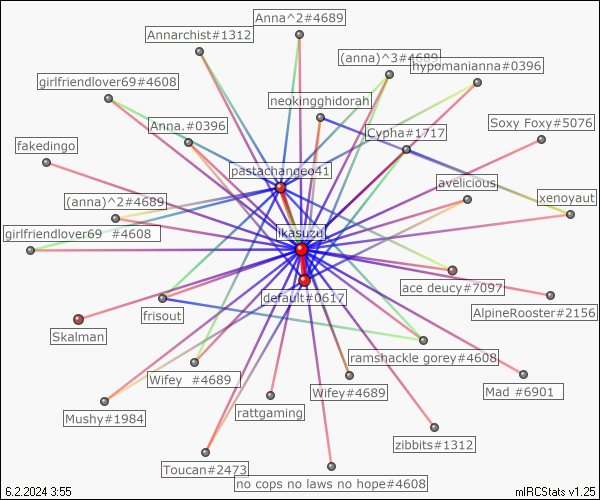 Anna^2#4689
Annarchist#1312
(anna)^3#4689
hypomanianna#0396
girlfriendlover69#4608
neokingghidorah
Anna.#0396
Cypha#1717
Soxy Foxy#5076
fakedingo
pastachangeo41
avelicious
(anna)^2#4689
xenoyaut
girlfriendlover69 #4608
ikasuzu
default#0617
ace deucy#7097
frisout
AlpineRooster#2156
Skalman
ramshackle gorey#4608
Wifey #4689
Wifey#4689
Mad #6901
Mushy#1984
rattgaming
zibbits#1312
Toucan#2473
no cops no laws no hope#4608
6.2.2024 3:55
mIRCStats v1.25